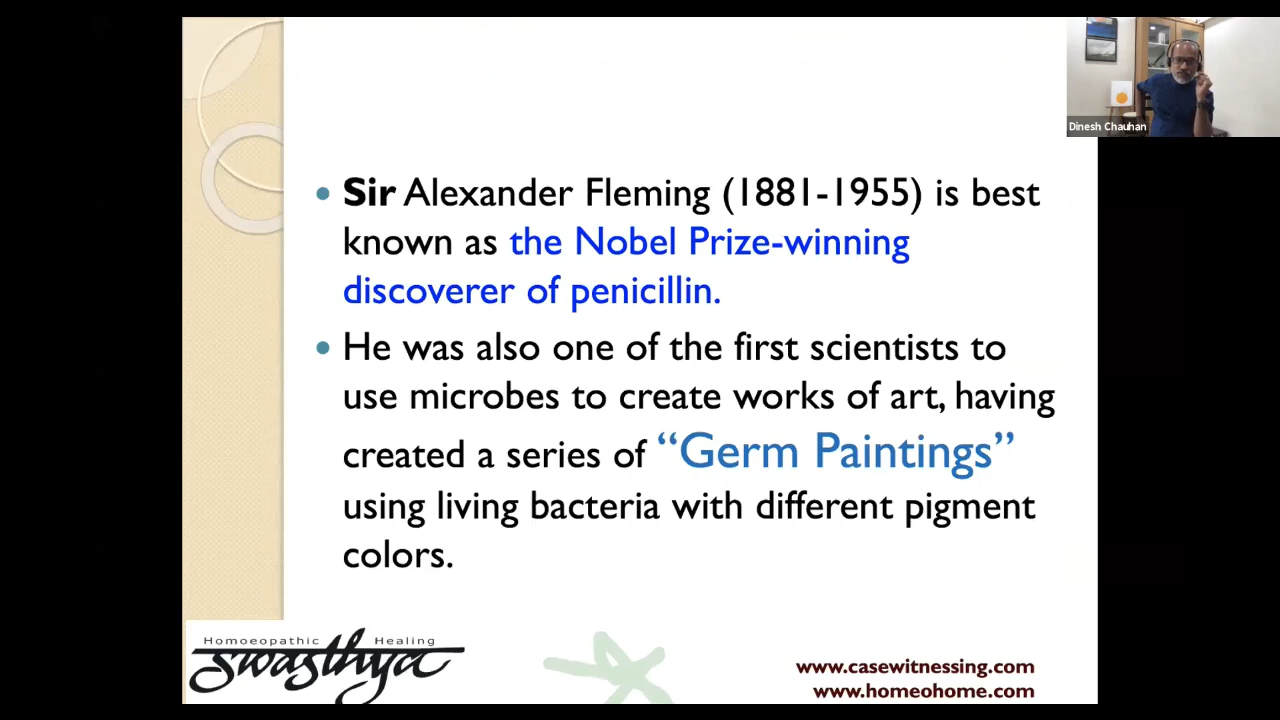 Dinesh Chauhan
• Sir Alexander Fleming (1881-1955) is best
known as the Nobel Prize-winning
discoverer of penicillin.
• He was also one of the first scientists to
use microbes to create works of art, having
created a series of “Germ Paintings”
using living bacteria with different pigment
colors.
Homoeopathic Healing
swasthya
www.casewitnessing.com
www.homeohome.com